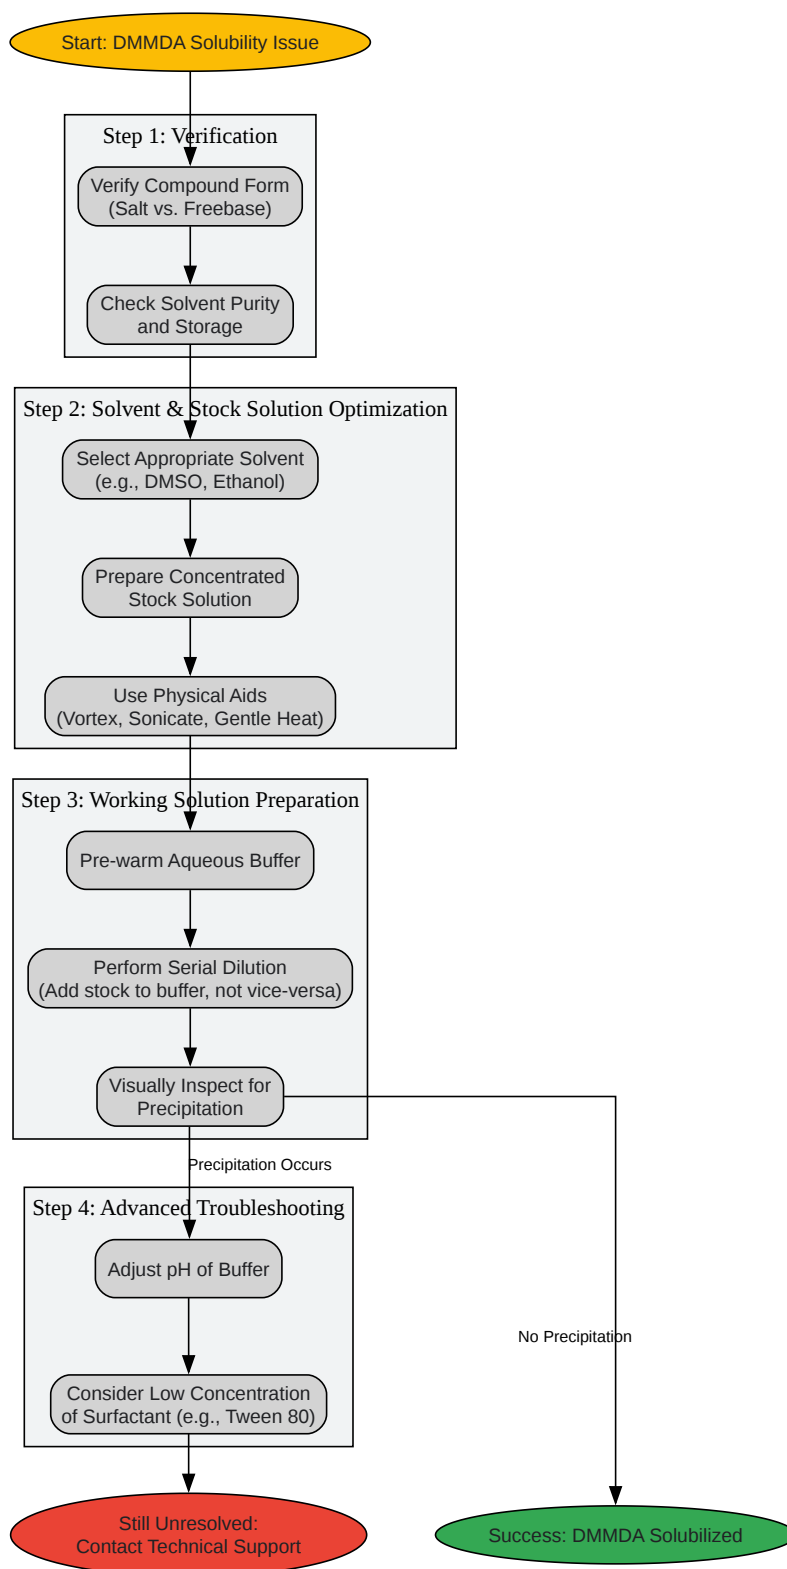 Start: DMMDA Solubility Issue
Step 1: Verification
Verify Compound Form
(Salt vs. Freebase)
Check Solvent Purity
and Storage
Step 2: Solvent & Stock Solution Optimization
Select Appropriate Solvent
(e.g., DMSO, Ethanol)
Prepare Concentrated
Stock Solution
Use Physical Aids
(Vortex, Sonicate, Gentle Heat)
Step 3: Working Solution Preparation
Pre-warm Aqueous Buffer
Perform Serial Dilution
(Add stock to buffer, not vice-versa)
Visually Inspect for
Precipitation
Precipitation Occurs
Step 4: Advanced Troubleshooting
Adjust pH of Buffer
No Precipitation
Consider Low Concentration
of Surfactant (e.g., Tween 80)
Still Unresolved:
Contact Technical Support
Success: DMMDA Solubilized